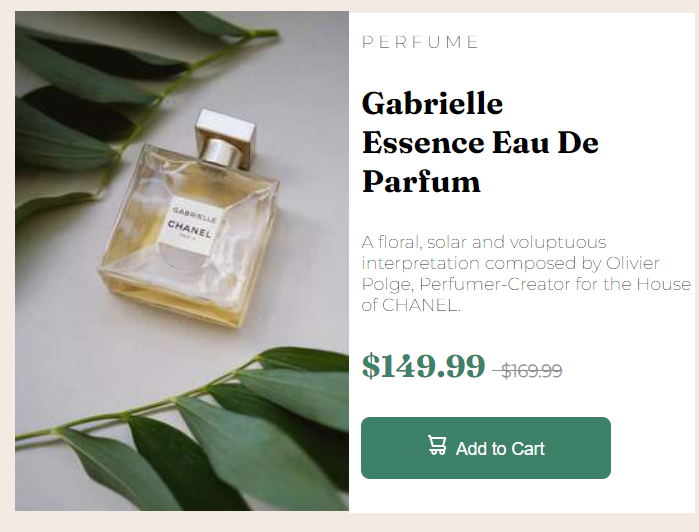 PERFUME
Gabrielle
Essence Eau De
Parfum
A floral, solar and voluptuous
interpretation composed by Olivier
Polge, Perfumer-Creator for the House
of CHANEL.
$149.99 $169.99
Add to Cart
GABRIELLE
CHANEL